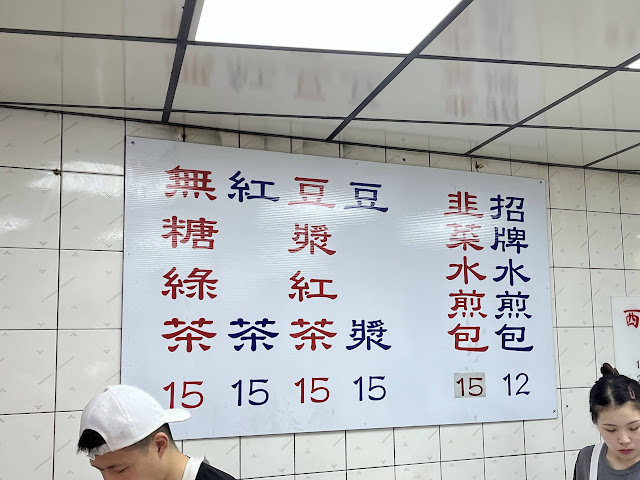 招牌水煎包 12
韭菜水煎包 15
豆漿 15
豆漿紅茶 15
紅茶 15
無糖綠茶 15
西